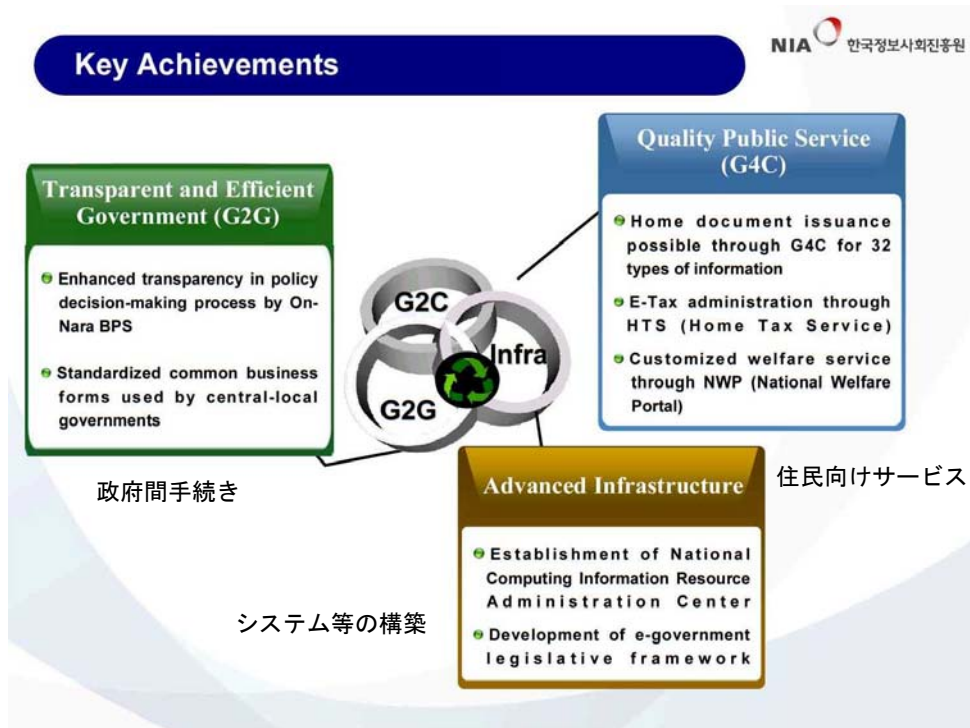 Key Achievements
NIA 한국정보사회진흥원
Transparent and Efficient
Government (G2G)
Enhanced transparency in policy
decision-making process by On-
Nara BPS
Standardized common business
forms used by central-local
governments
政府間手続き
G2C
Infra
G2G
Quality Public Service
(G4C)
Home document issuance
possible through G4C for 32
types of information
E-Tax administration through
HTS (Home Tax Service)
Customized welfare service
through NWP (National Welfare
Portal)
住民向けサービス
Advanced Infrastructure
Establishment of National
Computing Information Resource
Administration Center
Development of e-government
legislative framework
システム等の構築